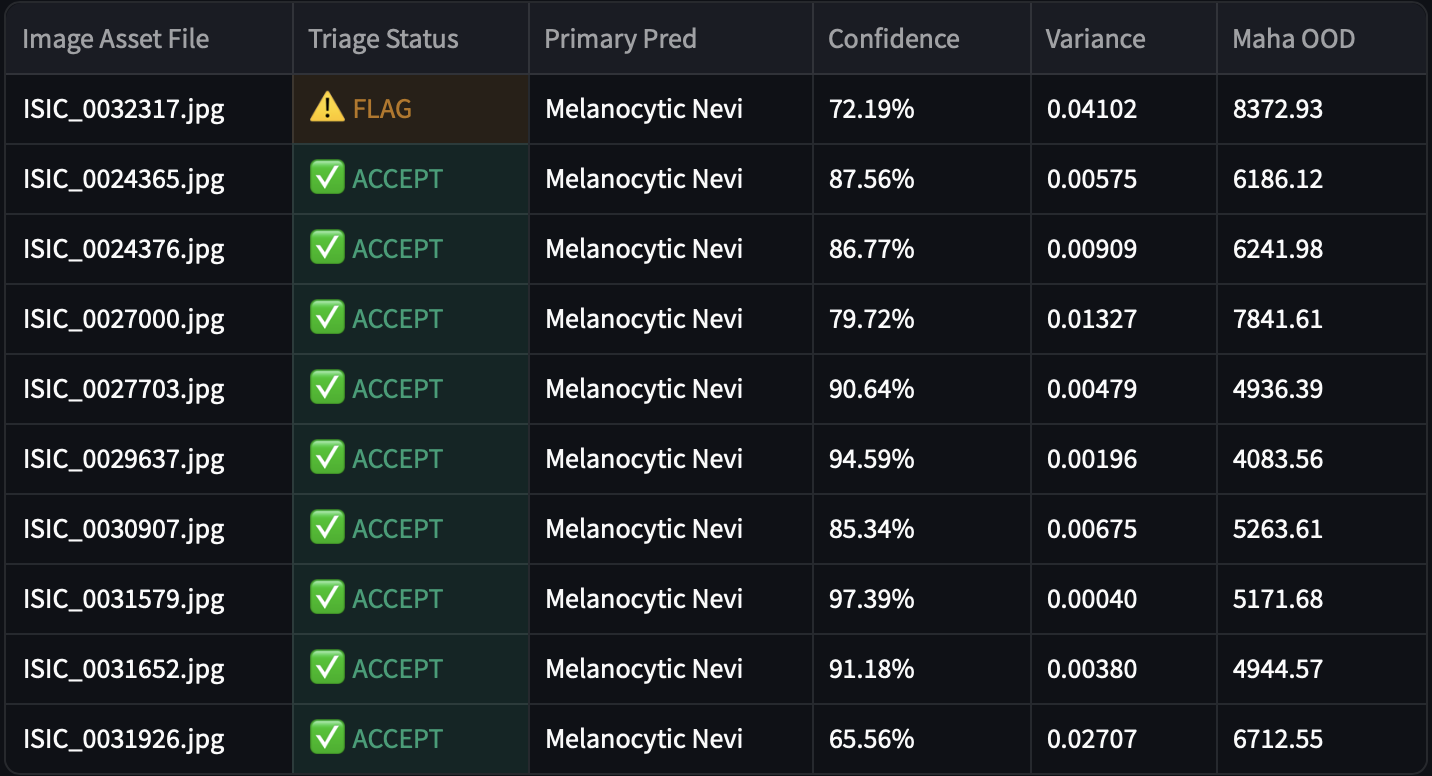 Image Asset File Triage Status Primary Pred Confidence Variance Maha OOD
ISIC_0032317.jpg ⚠️ FLAG Melanocytic Nevi 72.19% 0.04102 8372.93
ISIC_0024365.jpg ✅ ACCEPT Melanocytic Nevi 87.56% 0.00575 6186.12
ISIC_0024376.jpg ✅ ACCEPT Melanocytic Nevi 86.77% 0.00909 6241.98
ISIC_0027000.jpg ✅ ACCEPT Melanocytic Nevi 79.72% 0.01327 7841.61
ISIC_0027703.jpg ✅ ACCEPT Melanocytic Nevi 90.64% 0.00479 4936.39
ISIC_0029637.jpg ✅ ACCEPT Melanocytic Nevi 94.59% 0.00196 4083.56
ISIC_0030907.jpg ✅ ACCEPT Melanocytic Nevi 85.34% 0.00675 5263.61
ISIC_0031579.jpg ✅ ACCEPT Melanocytic Nevi 97.39% 0.00040 5171.68
ISIC_0031652.jpg ✅ ACCEPT Melanocytic Nevi 91.18% 0.00380 4944.57
ISIC_0031926.jpg ✅ ACCEPT Melanocytic Nevi 65.56% 0.02707 6712.55